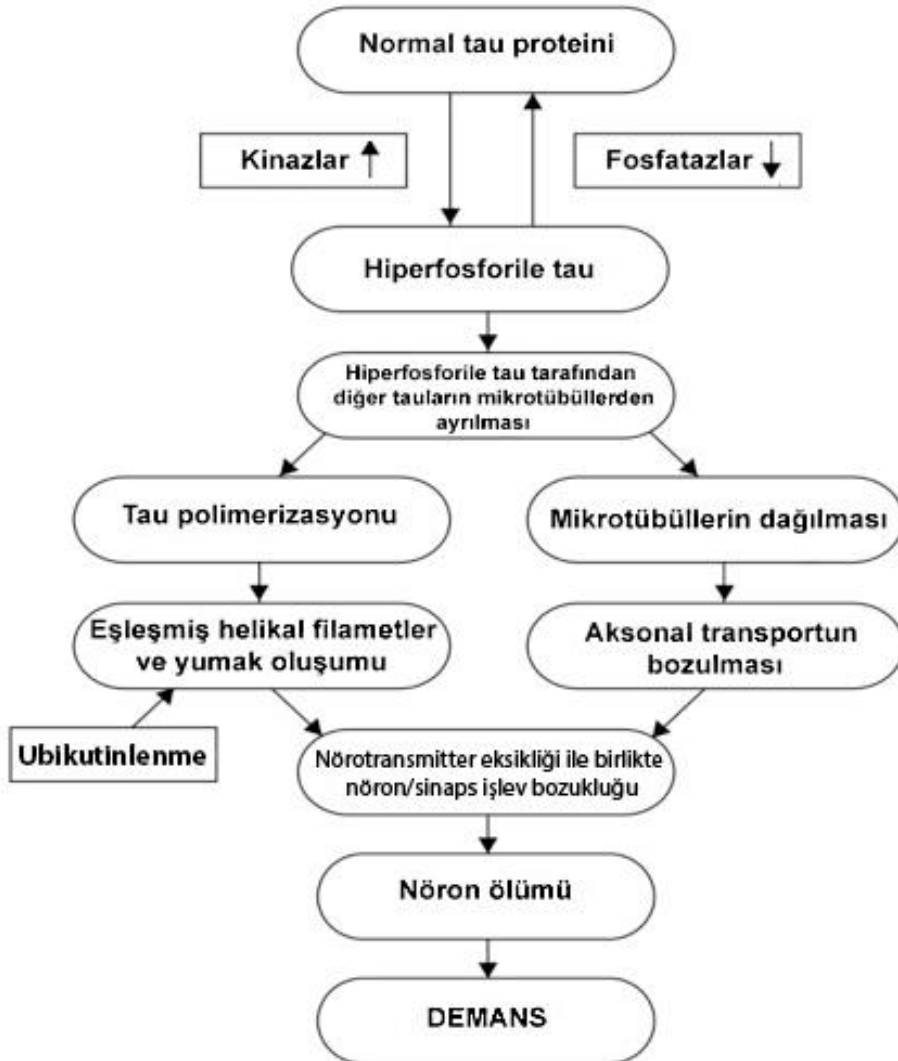 Normal tau proteini
Kinazlar
Fosfatazlar
Hiperfosforile tau
Hiperfosforile tau tarafından
diğer tauların mikrotübüllerden
ayrılması
Tau polimerizasyonu
Mikrotübüllerin dağılması
Eşleşmiş helikal filametler
ve yumak oluşumu
Aksonal transportun
bozulması
Ubikutinlenme
Nörotransmitter eksikliği ile birlikte
nöron/sinaps işlev bozukluğu
Nöron ölümü
DEMANS